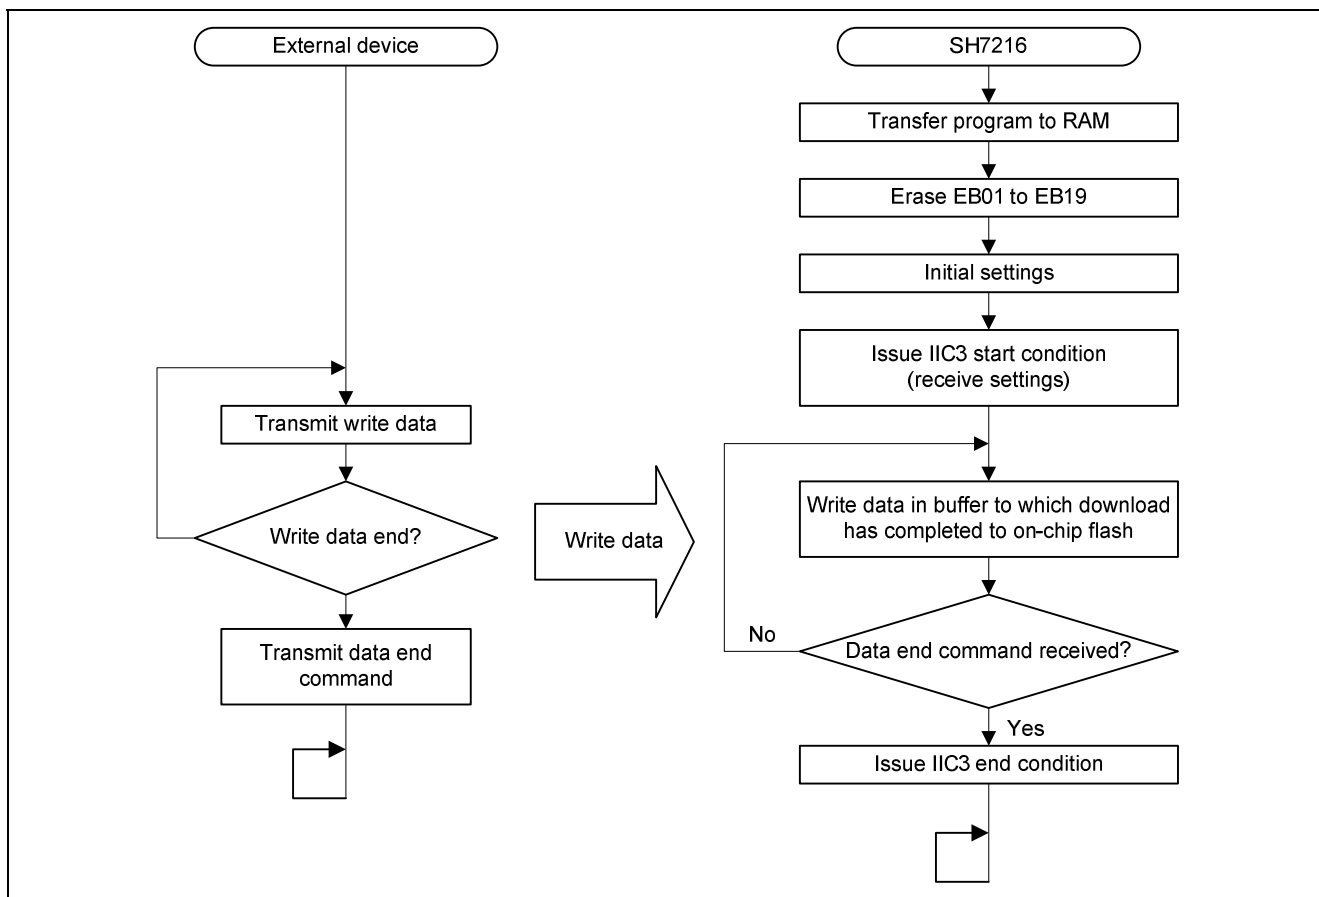 External device
Transmit write data
Write data end?
Transmit data end
command
Write data
SH7216
Transfer program to RAM
Erase EB01 to EB19
Initial settings
Issue IIC3 start condition
(receive settings)
Write data in buffer to which download
has completed to on-chip flash
Data end command received?
No
Yes
Issue IIC3 end condition